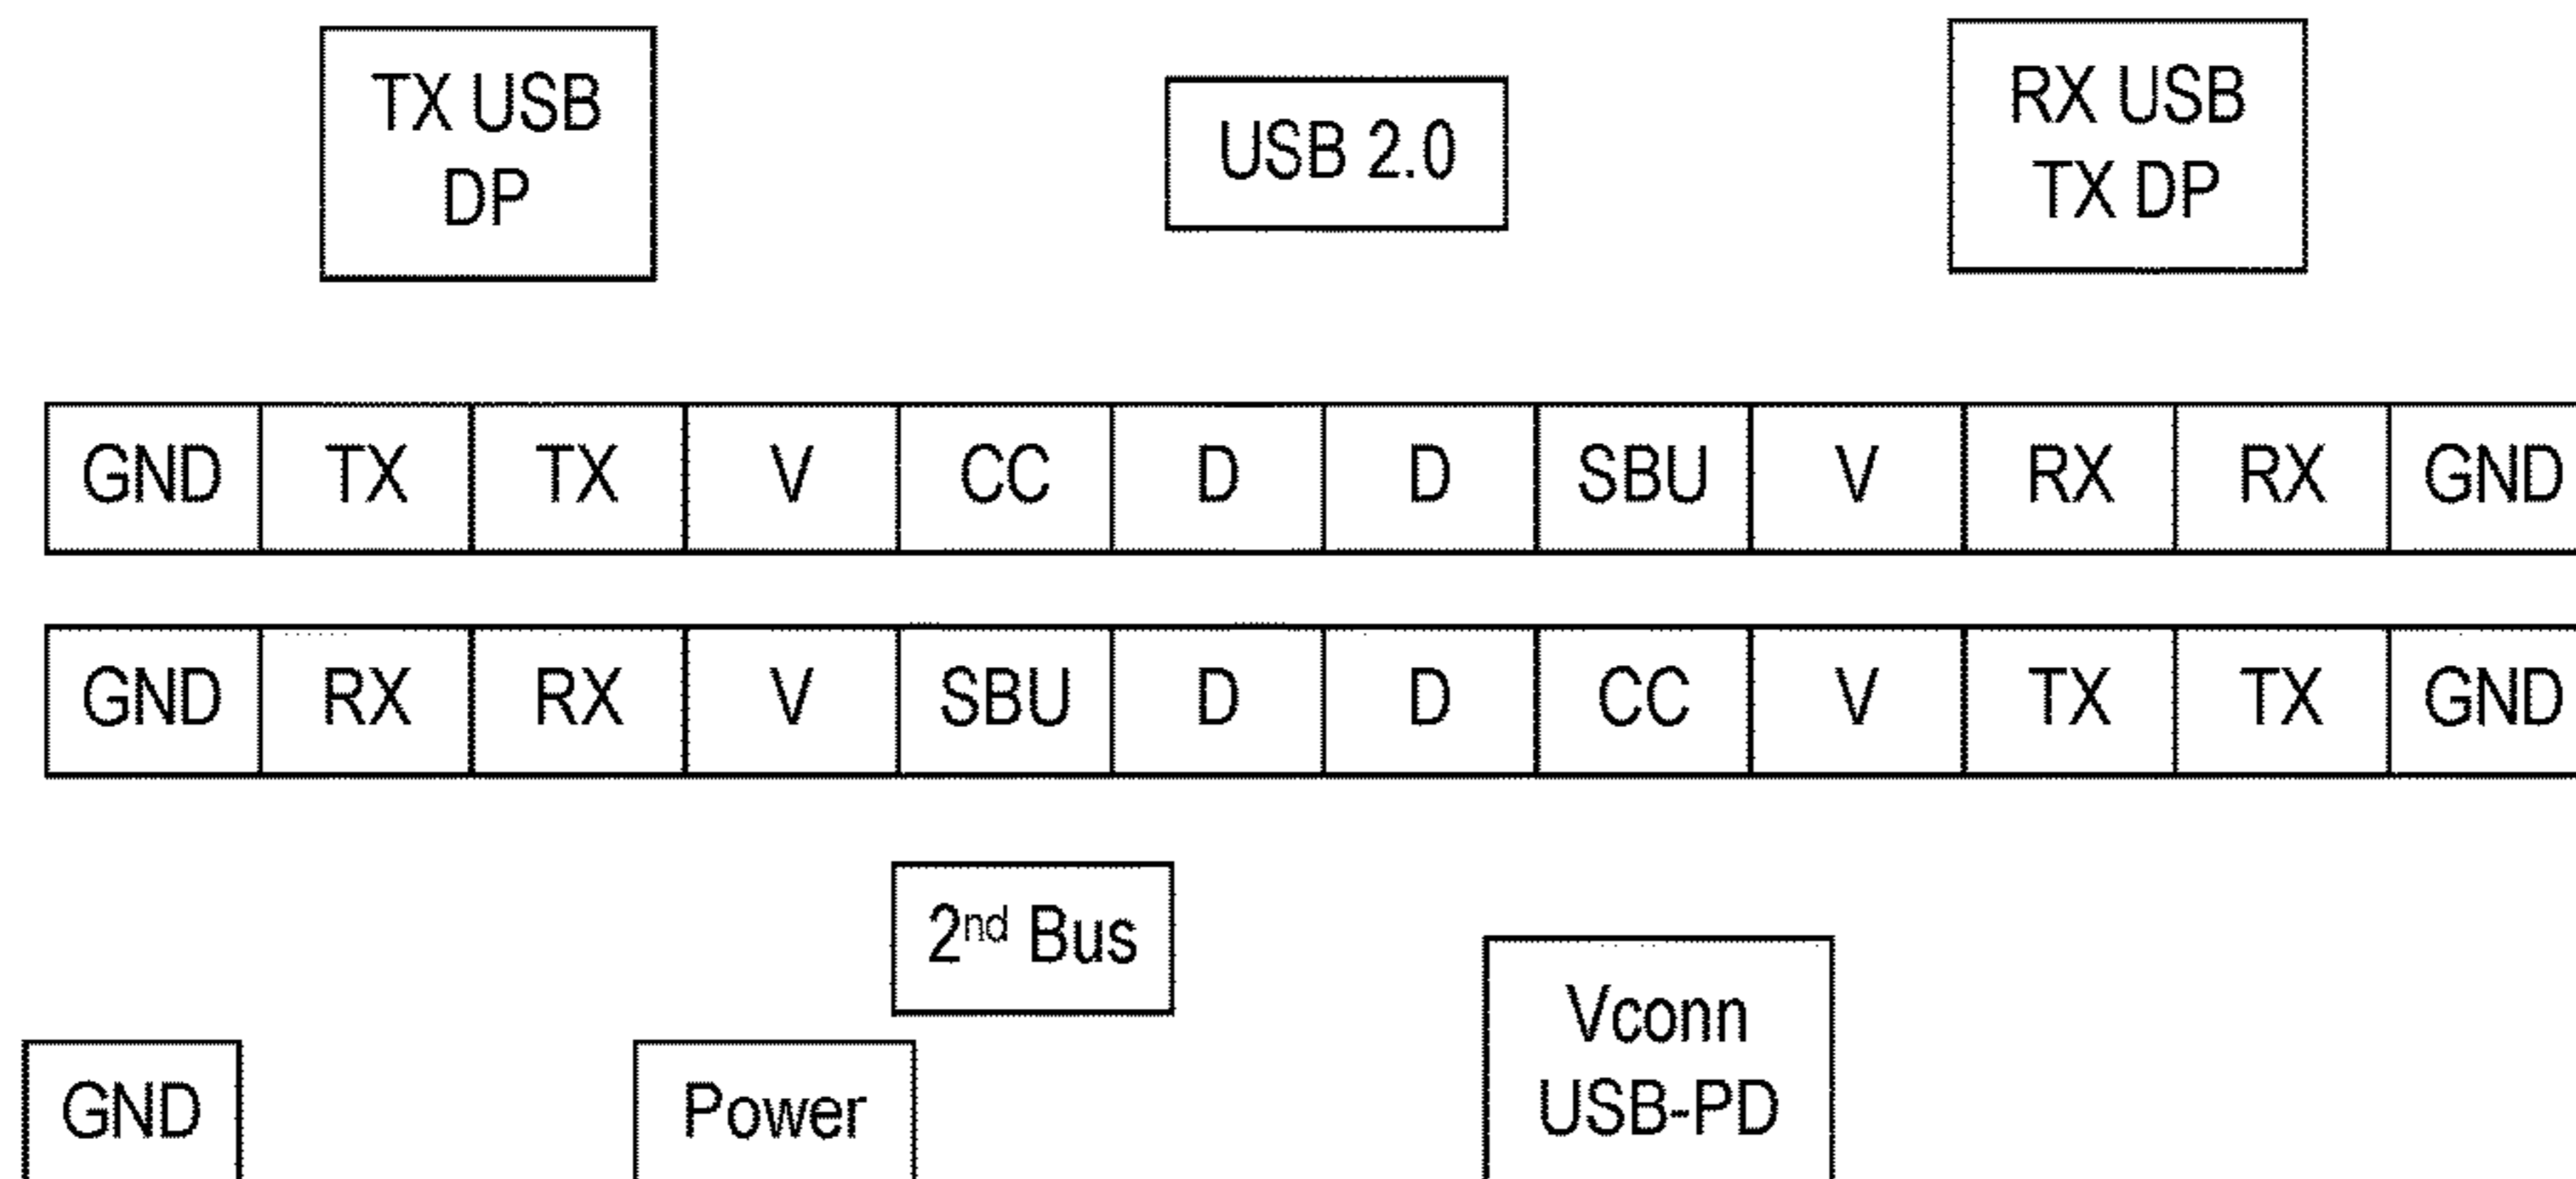 TX USB
DP
USB 2.0
RX USB
TX DP
GND TX TX V CC D D SBU V RX RX GND
GND RX RX V SBU D D CC V TX TX GND
2nd Bus
GND
Power
Vconn
USB-PD